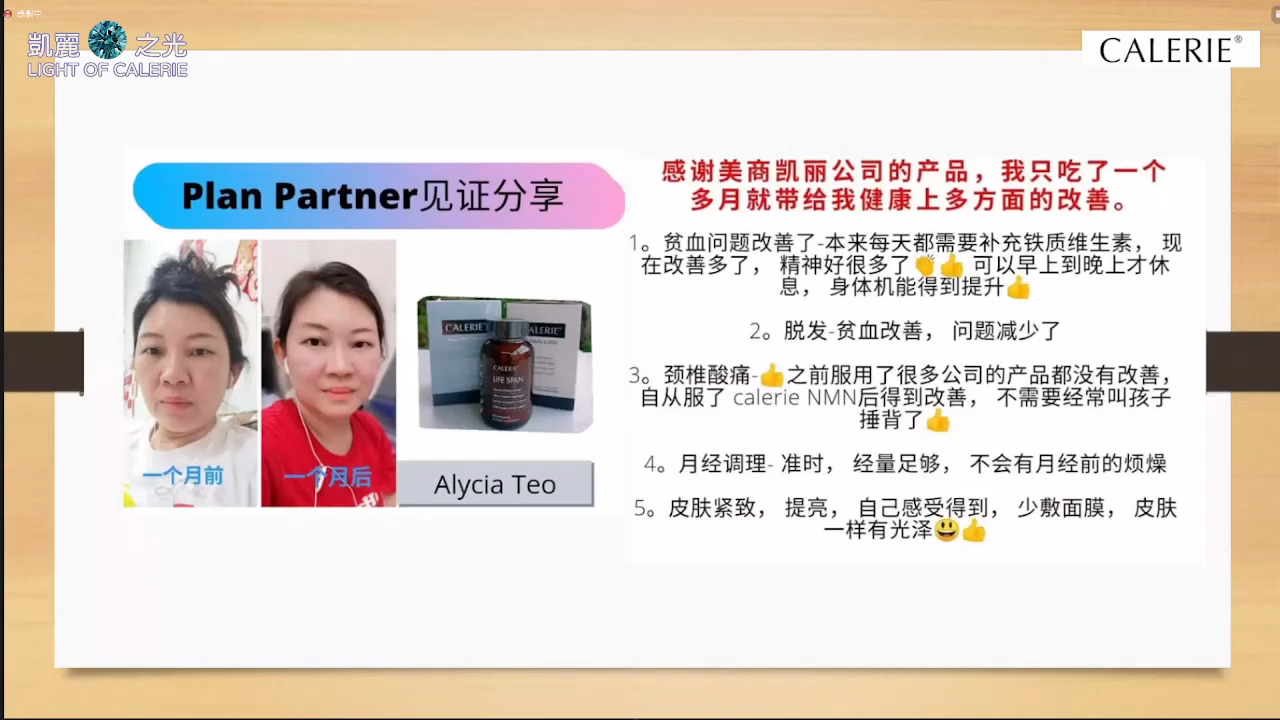 錄製中
凱麗之光
LIGHT OF CALERIE
CALERIE®
Plan Partner见证分享
一个月前
一个月后
CALERIE
CALERIE
LIFE SPAN
Alycia Teo
感谢美商凯丽公司的产品，我只吃了一个
多月就带给我健康上多方面的改善。
1。贫血问题改善了-本来每天都需要补充铁质维生素， 现
在改善多了， 精神好很多了👏👍 可以早上到晚上才休
息， 身体机能得到提升👍
2。脱发-贫血改善， 问题减少了
3。颈椎酸痛-👍之前服用了很多公司的产品都没有改善，
自从服了 calerie NMN后得到改善， 不需要经常叫孩子
捶背了👍
4。月经调理- 准时， 经量足够， 不会有月经前的烦燥
5。皮肤紧致， 提亮， 自己感受得到， 少敷面膜， 皮肤
一样有光泽😃👍